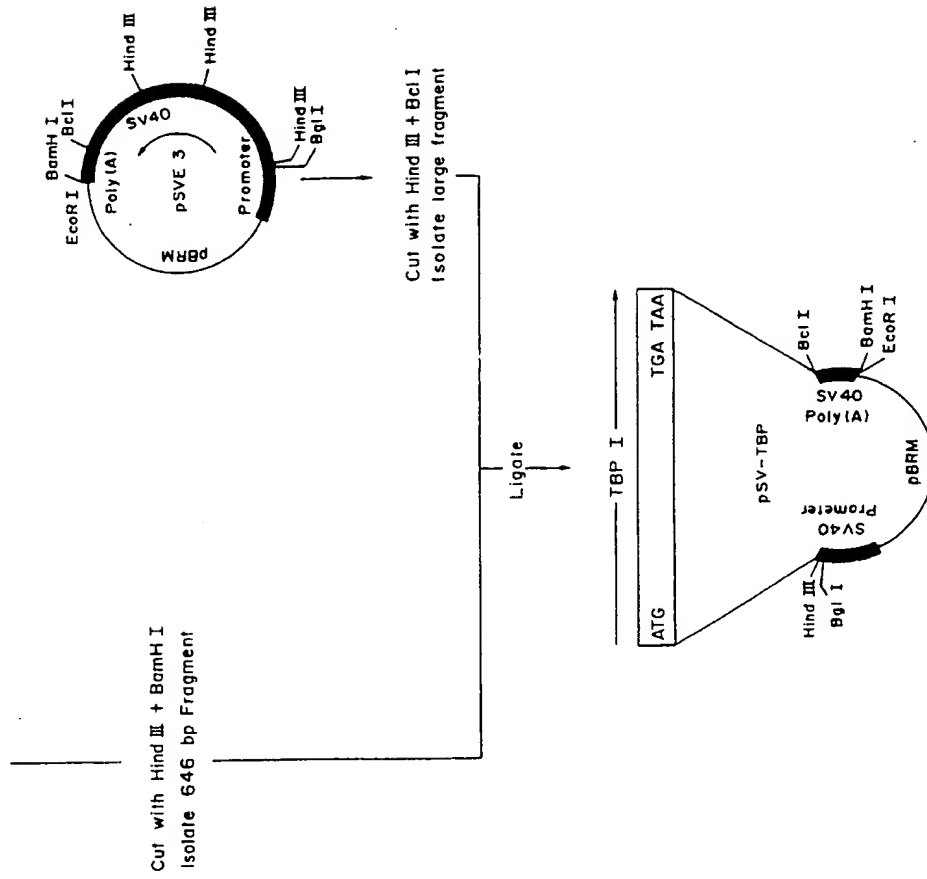 EcoR I
BamH I
Bcl I
Hind III
Hind III
Hind III
Bgl I
SV40
Poly(A)
pSVE 3
Promoter
pBRM
Cut with Hind III + Bcl I
Isolate large fragment
Cut with Hind III + BamH I
Isolate 646 bp Fragment
Ligate
TBP I
ATG
TGA TAA
Bcl I
BamH I
EcoR I
SV40
Poly(A)
pSV-TBP
SV40
Prometer
Hind III
Bgl I
pBRM